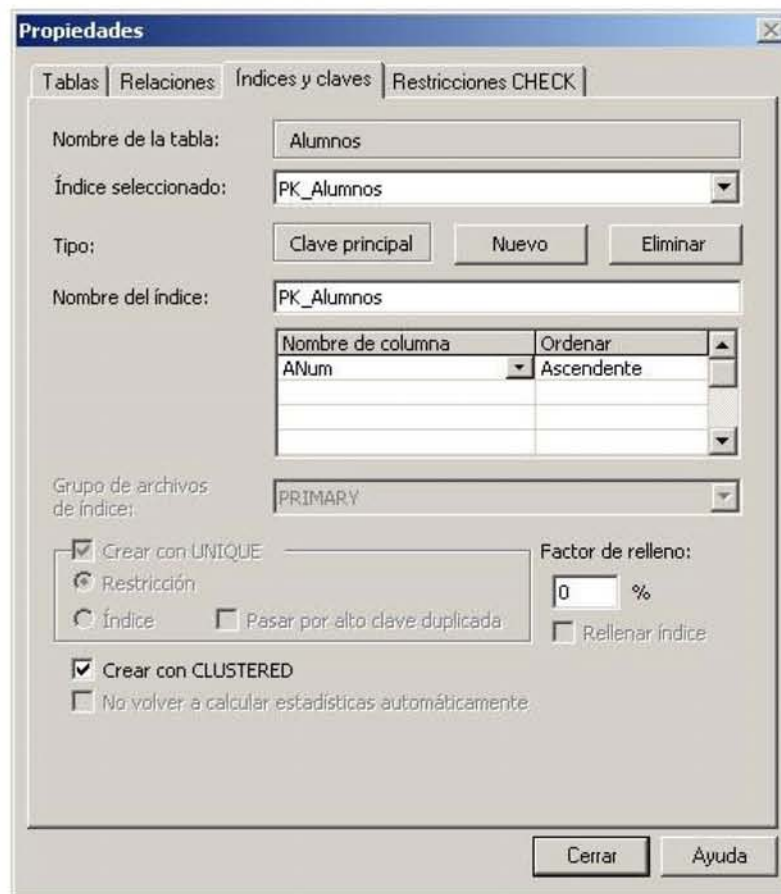 Propiedades
Tablas Relaciones Índices y claves Restricciones CHECK
Nombre de la tabla: Alumnos
Índice seleccionado: PK_Alumnos
Tipo: Clave principal Nuevo Eliminar
Nombre del índice: PK_Alumnos
Nombre de columna Ordenar
ANum Ascendente
Grupo de archivos
de índice: PRIMARY
Crear con UNIQUE Factor de relleno:
Restricción 0 %
Índice Pasar por alto clave duplicada Rellenar índice
Crear con CLUSTERED
No volver a calcular estadísticas automáticamente
Cerrar Ayuda